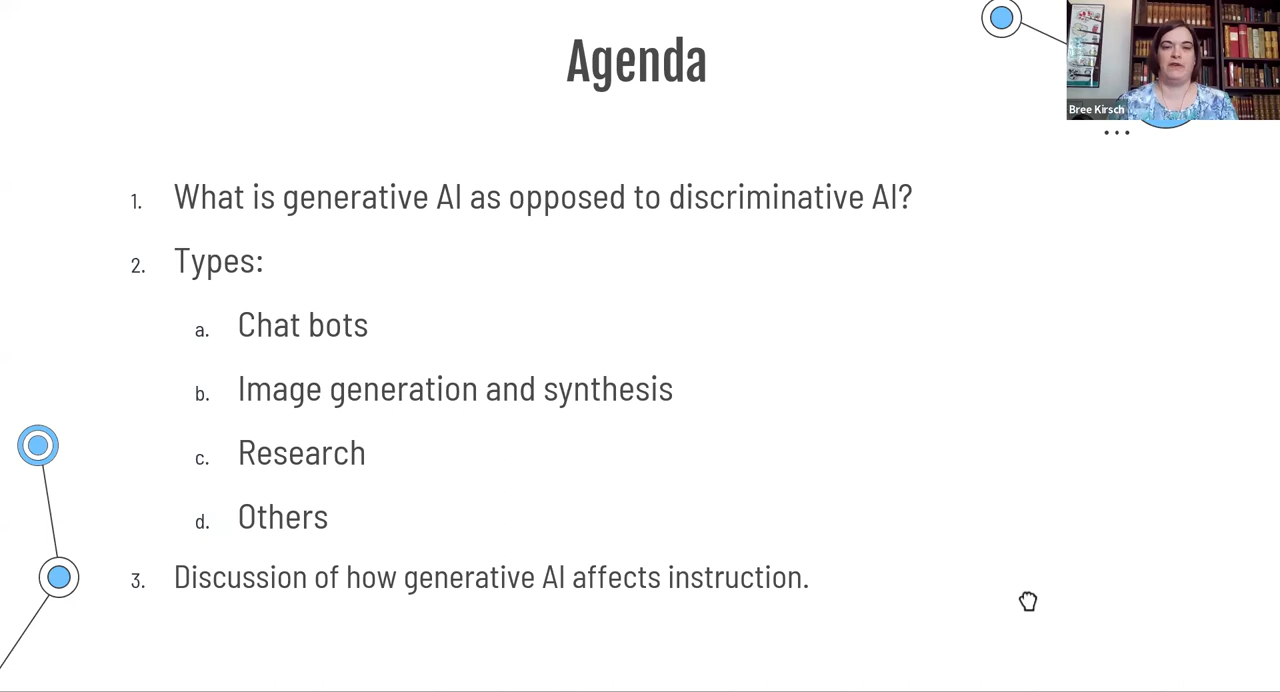 Agenda
Bree Kirsch
1. What is generative AI as opposed to discriminative AI?
2. Types:
a. Chat bots
b. Image generation and synthesis
c. Research
d. Others
3. Discussion of how generative AI affects instruction.